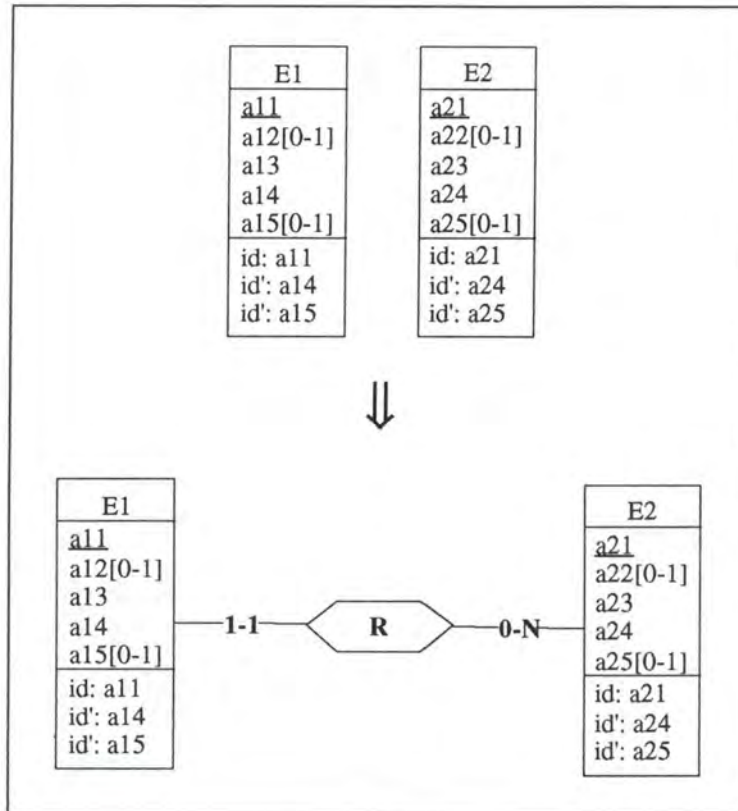 E1
a11
a12[0-1]
a13
a14
a15[0-1]
id: a11
id': a14
id': a15
E2
a21
a22[0-1]
a23
a24
a25[0-1]
id: a21
id': a24
id': a25
⇓
E1
a11
a12[0-1]
a13
a14
a15[0-1]
id: a11
id': a14
id': a15
1-1
R
0-N
E2
a21
a22[0-1]
a23
a24
a25[0-1]
id: a21
id': a24
id': a25